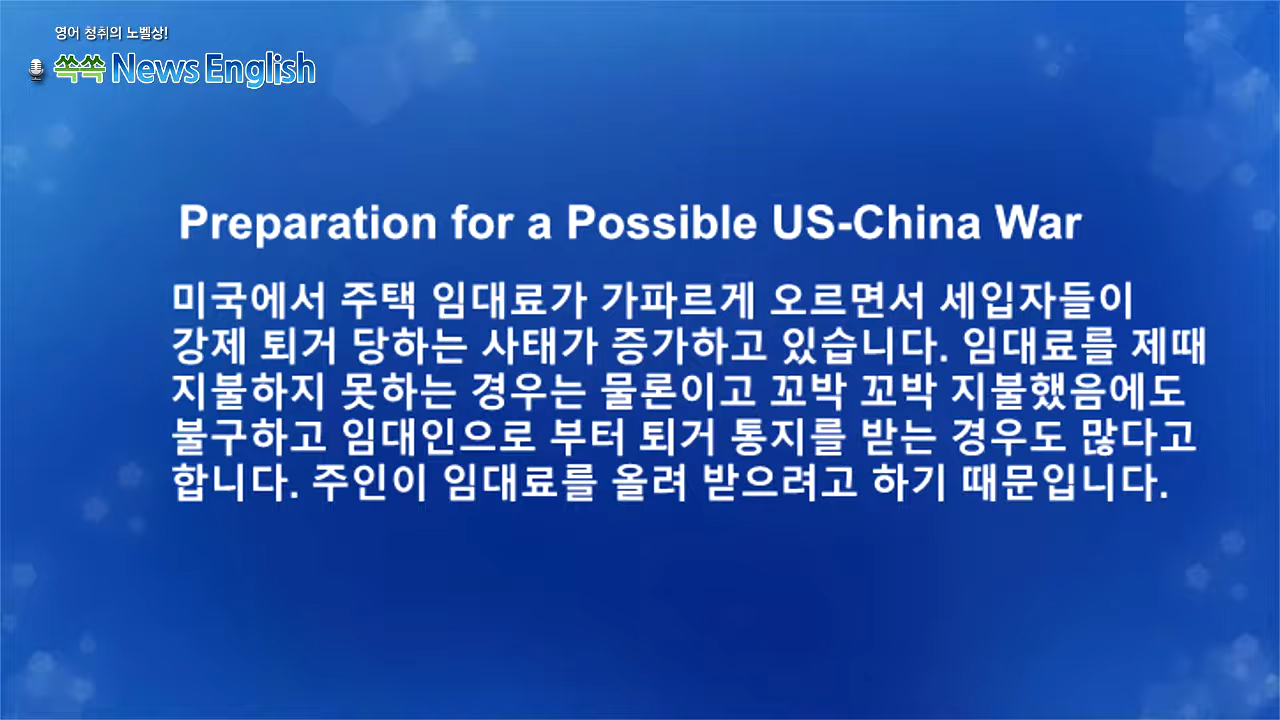 영어 청취의 노벨상!
쏙쏙 News English
Preparation for a Possible US-China War
미국에서 주택 임대료가 가파르게 오르면서 세입자들이
강제 퇴거 당하는 사태가 증가하고 있습니다. 임대료를 제때
지불하지 못하는 경우는 물론이고 꼬박 꼬박 지불했음에도
불구하고 임대인으로 부터 퇴거 통지를 받는 경우도 많다고
합니다. 주인이 임대료를 올려 받으려고 하기 때문입니다.